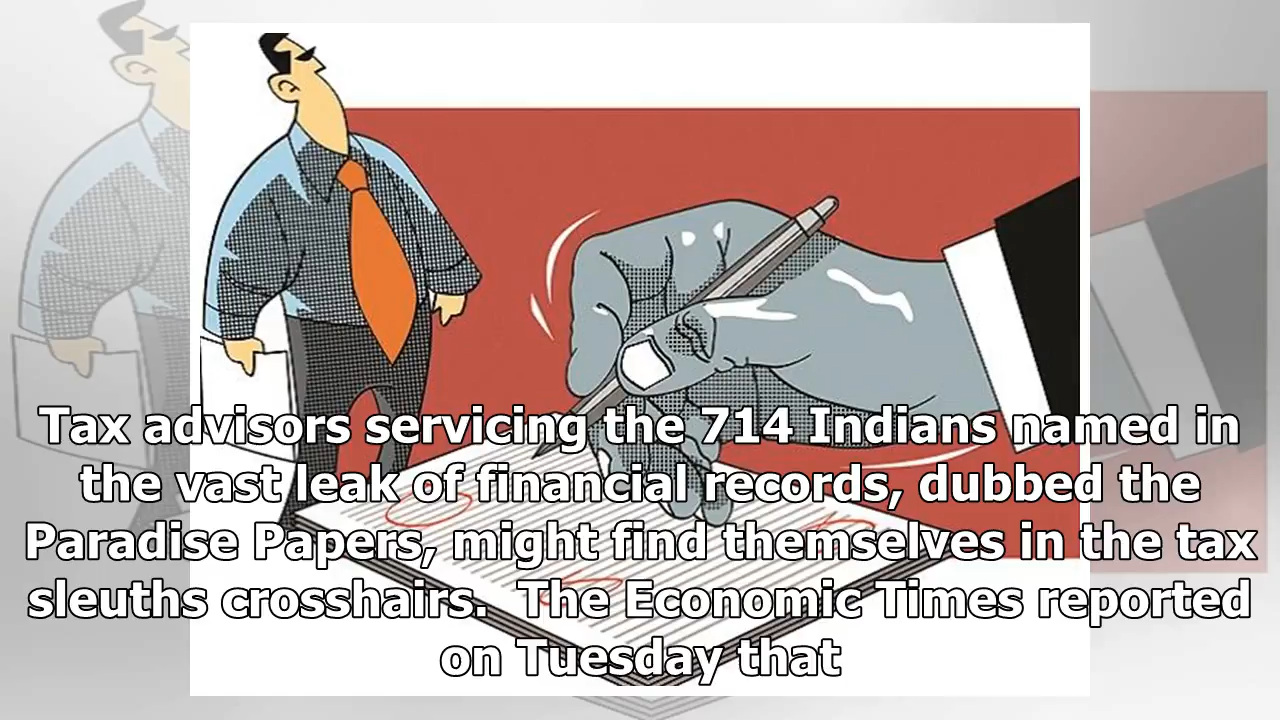 Tax advisors servicing the 714 Indians named in
the vast leak of financial records, dubbed the
Paradise Papers, might find themselves in the tax
sleuths crosshairs.  The Economic Times reported
on Tuesday that